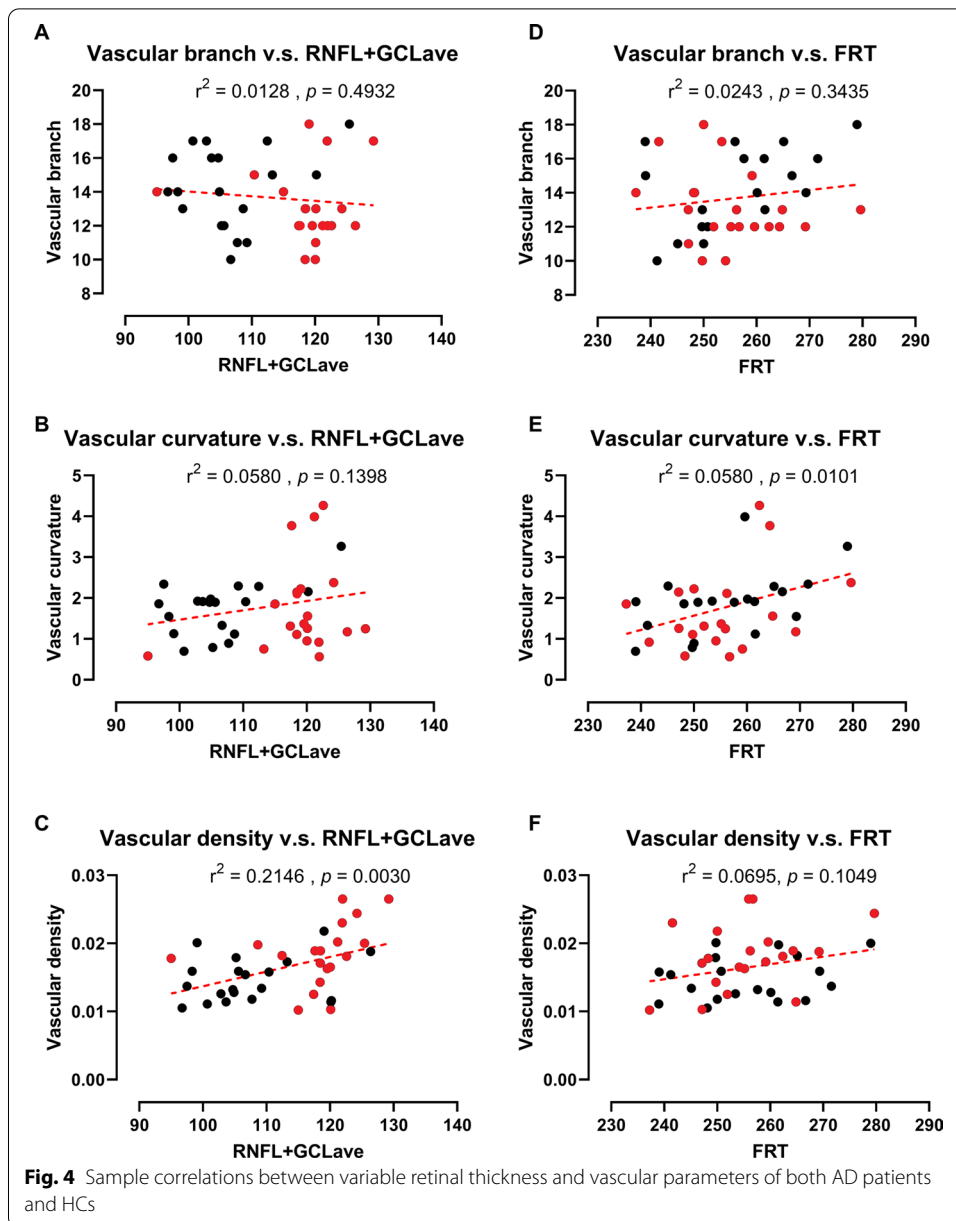 A
Vascular branch v.s. RNFL+GCLave
r² = 0.0128 , p = 0.4932
Vascular branch
20
18
16
14
12
10
8
90 100 110 120 130 140
RNFL+GCLave
D
Vascular branch v.s. FRT
r² = 0.0243 , p = 0.3435
Vascular branch
20
18
16
14
12
10
8
230 240 250 260 270 280 290
FRT
B
Vascular curvature v.s. RNFL+GCLave
r² = 0.0580 , p = 0.1398
Vascular curvature
5
4
3
2
1
0
90 100 110 120 130 140
RNFL+GCLave
E
Vascular curvature v.s. FRT
r² = 0.0580 , p = 0.0101
Vascular curvature
5
4
3
2
1
0
230 240 250 260 270 280 290
FRT
C
Vascular density v.s. RNFL+GCLave
r² = 0.2146 , p = 0.0030
Vascular density
0.03
0.02
0.01
0.00
90 100 110 120 130 140
RNFL+GCLave
F
Vascular density v.s. FRT
r² = 0.0695, p = 0.1049
Vascular density
0.03
0.02
0.01
0.00
230 240 250 260 270 280 290
FRT
Fig. 4 Sample correlations between variable retinal thickness and vascular parameters of both AD patients
and HCs